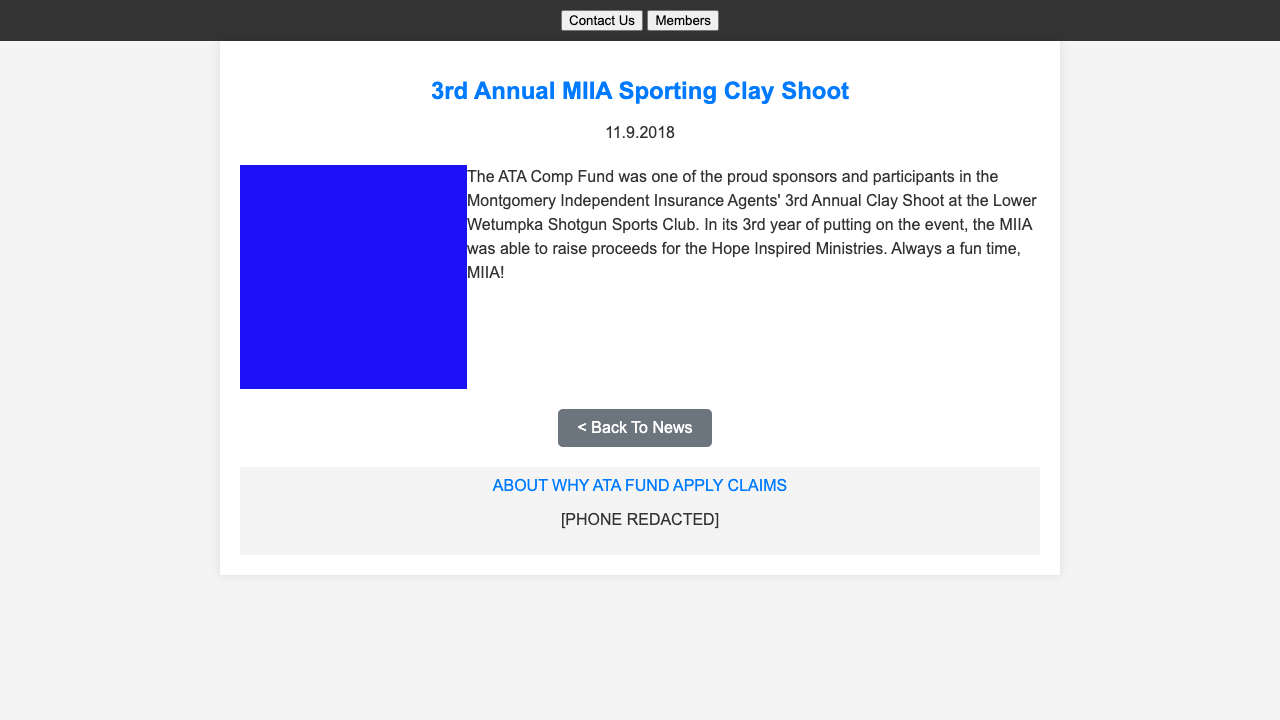 Contact Us Members
3rd Annual MIIA Sporting Clay Shoot
11.9.2018
The ATA Comp Fund was one of the proud sponsors and participants in the
Montgomery Independent Insurance Agents' 3rd Annual Clay Shoot at the Lower
Wetumpka Shotgun Sports Club. In its 3rd year of putting on the event, the MIIA
was able to raise proceeds for the Hope Inspired Ministries. Always a fun time,
MIIA!
< Back To News
ABOUT WHY ATA FUND APPLY CLAIMS
[PHONE REDACTED]